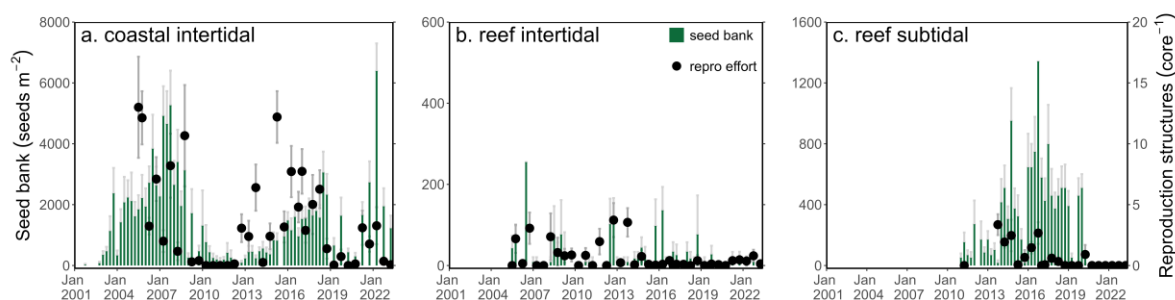 a. coastal intertidal
b. reef intertidal
c. reef subtidal
seed bank
repro effort
Seed bank (seeds m⁻²)
8000
6000
4000
2000
0
600
400
200
0
1600
1200
800
400
0
20
15
10
5
0
Reproduction structures (core⁻¹)
Jan Jan Jan Jan Jan Jan Jan Jan
2001 2004 2007 2010 2013 2016 2019 2022
Jan Jan Jan Jan Jan Jan Jan Jan
2001 2004 2007 2010 2013 2016 2019 2022
Jan Jan Jan Jan Jan Jan Jan Jan
2001 2004 2007 2010 2013 2016 2019 2022